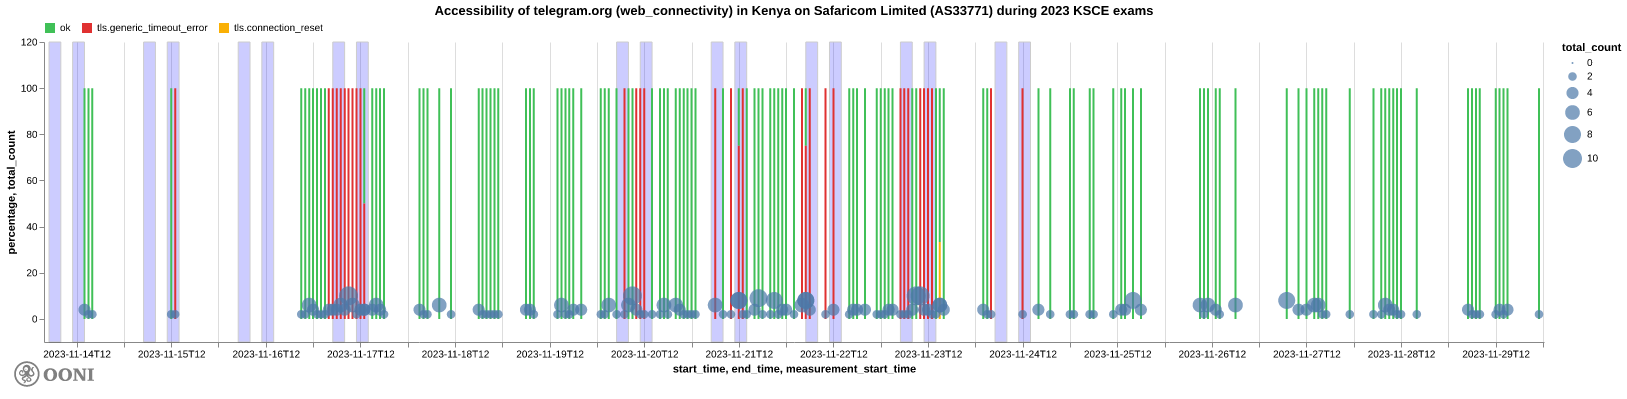 Accessibility of telegram.org (web_connectivity) in Kenya on Safaricom Limited (AS33771) during 2023 KSCE exams
ok tls.generic_timeout_error tls.connection_reset
percentage, total_count
120
100
80
60
40
20
0
2023-11-14T12 2023-11-15T12 2023-11-16T12 2023-11-17T12 2023-11-18T12 2023-11-19T12 2023-11-20T12 2023-11-21T12 2023-11-22T12 2023-11-23T12 2023-11-24T12 2023-11-25T12 2023-11-26T12 2023-11-27T12 2023-11-28T12 2023-11-29T12
start_time, end_time, measurement_start_time
total_count
0
2
4
6
8
10
OONI